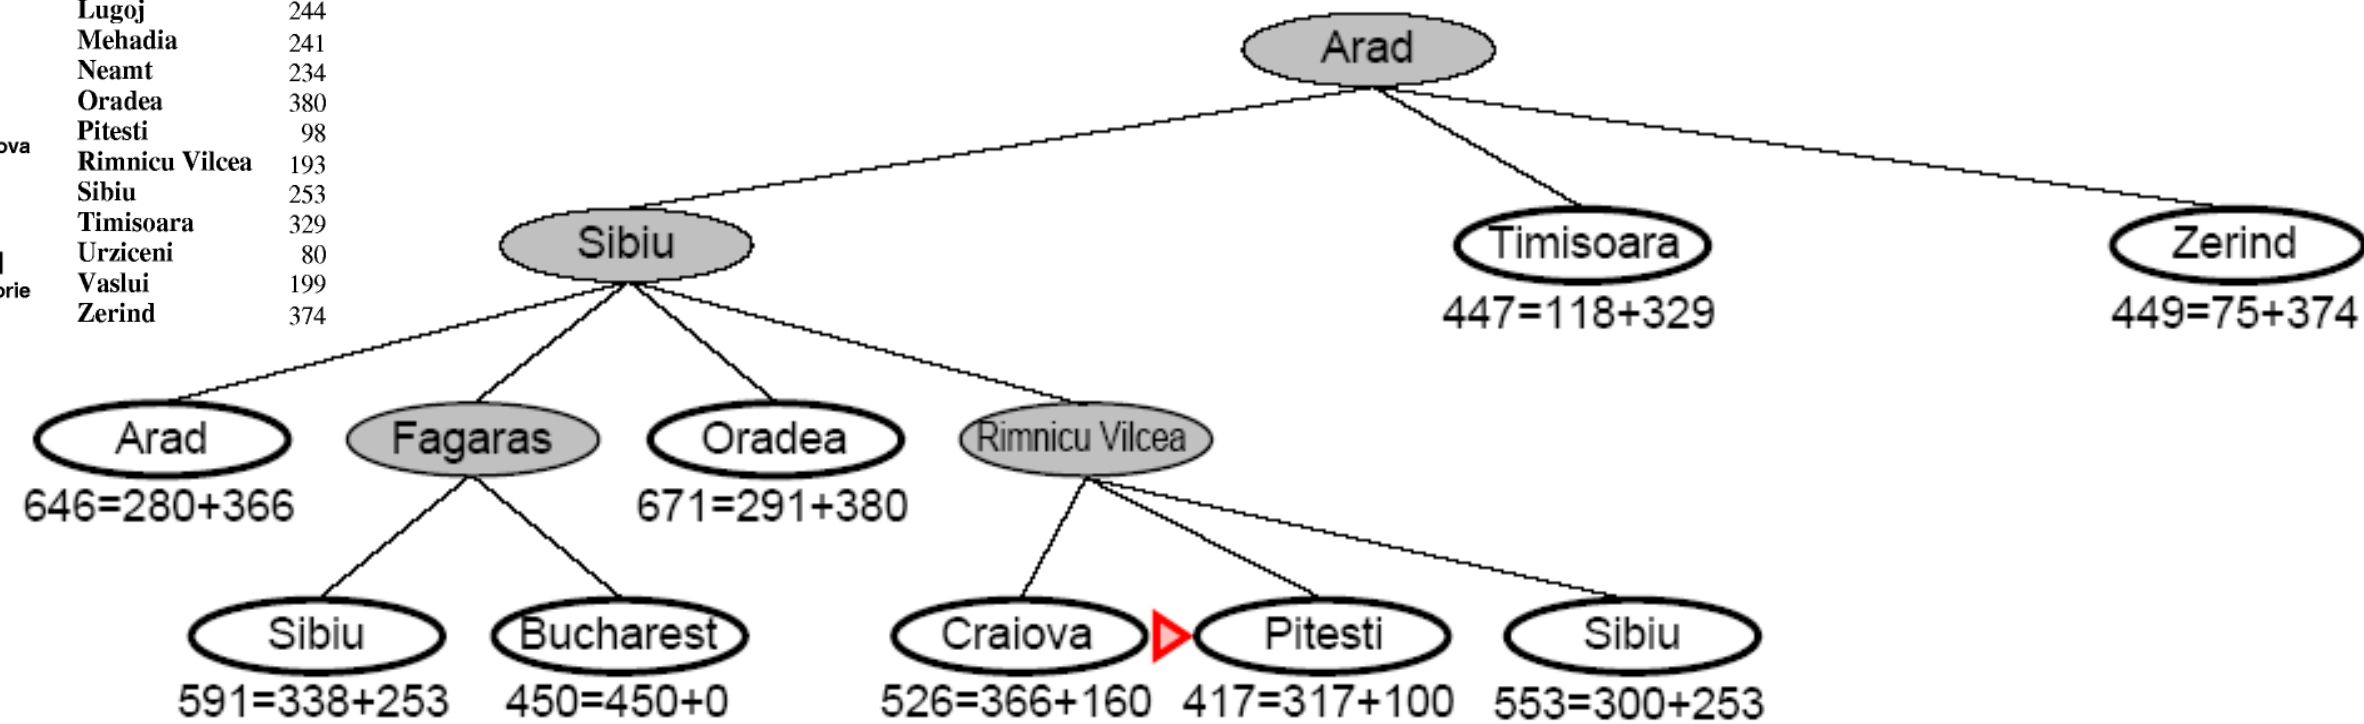 Lugoj 244
Mehadia 241
Neamt 234
Oradea 380
Pitesti 98
Rimnicu Vilcea 193
Sibiu 253
Timisoara 329
Urziceni 80
Vaslui 199
Zerind 374
ova
orie
Arad
Sibiu Timisoara Zerind
447=118+329 449=75+374
Arad Fagaras Oradea Rimnicu Vilcea
646=280+366 671=291+380
Sibiu Bucharest Craiova Pitesti Sibiu
591=338+253 450=450+0 526=366+160 417=317+100 553=300+253